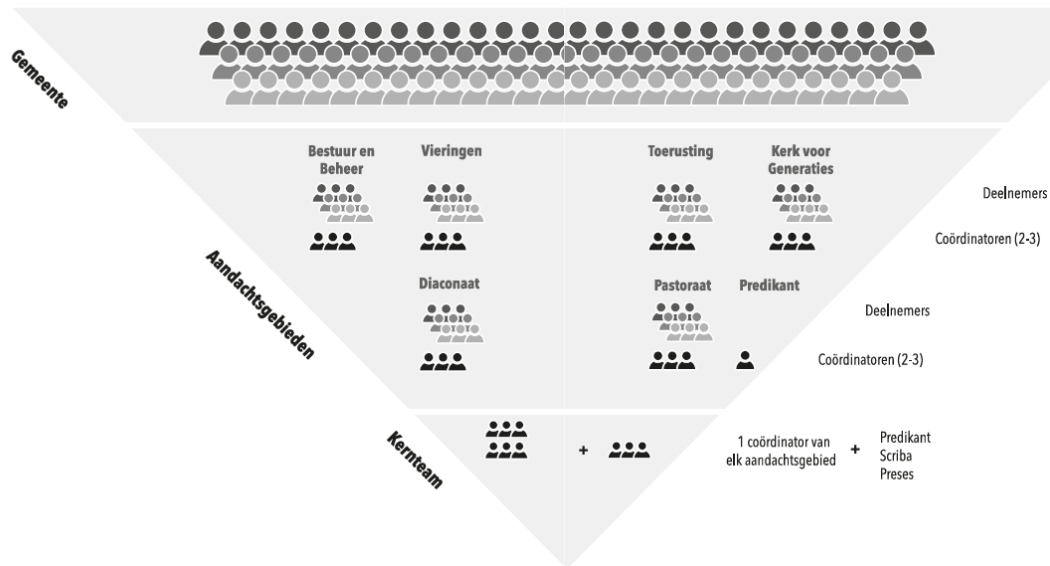 Gemeente
Bestuur en
Beheer
Vieringen
Toerusting
Kerk voor
Generaties
Deelnemers
Coördinatoren (2-3)
Aandachtsgebieden
Diaconaat
Pastoraat
Predikant
Deelnemers
Coördinatoren (2-3)
Kernteam
+
1 coördinator van
elk aandachtsgebied
+
Predikant
Scriba
Preses